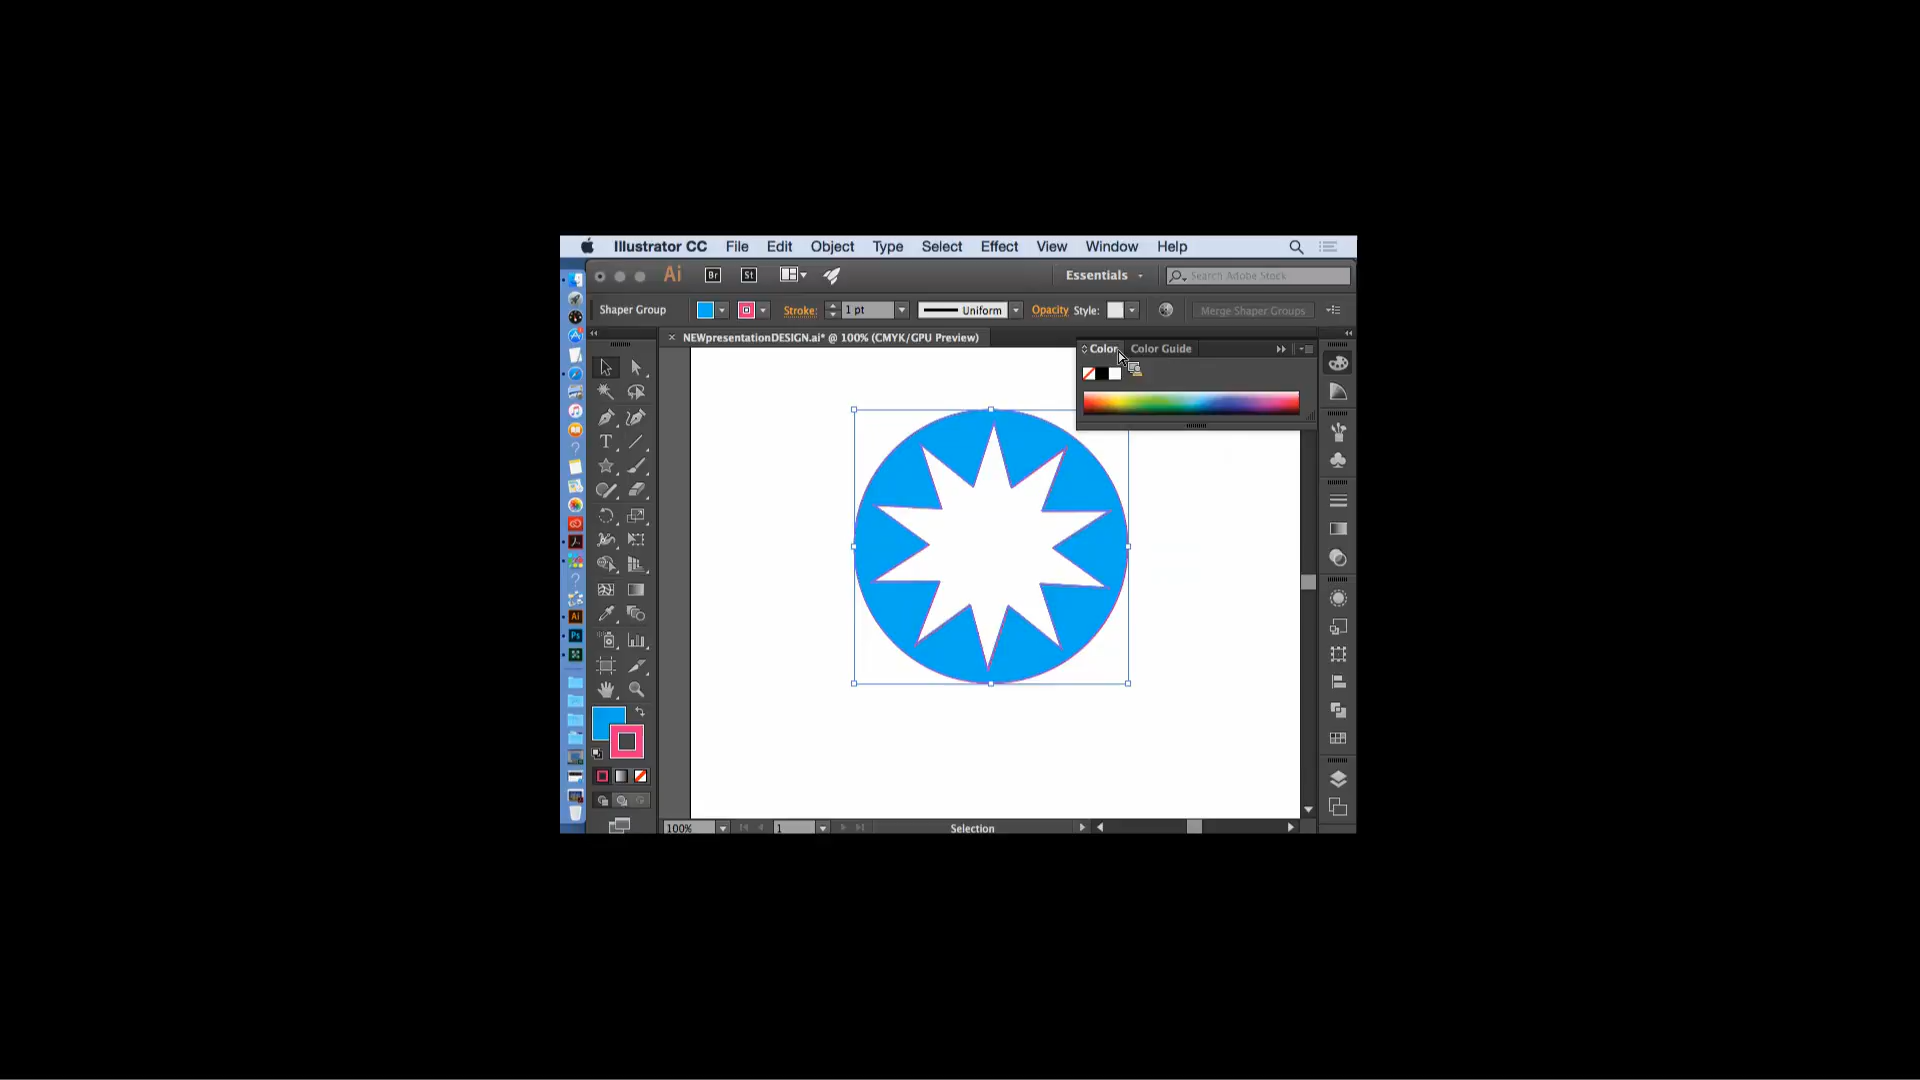 Illustrator CC File Edit Object Type Select Effect View Window Help
Ai Br St Essentials Search Adobe Stock
Shaper Group Stroke: 1 pt Uniform Opacity Style: Merge Shaper Groups
× NEWpresentationDESIGN.ai* @ 100% (CMYK/GPU Preview)
Color Color Guide
T
Ai
Ps
100% 1 Selection